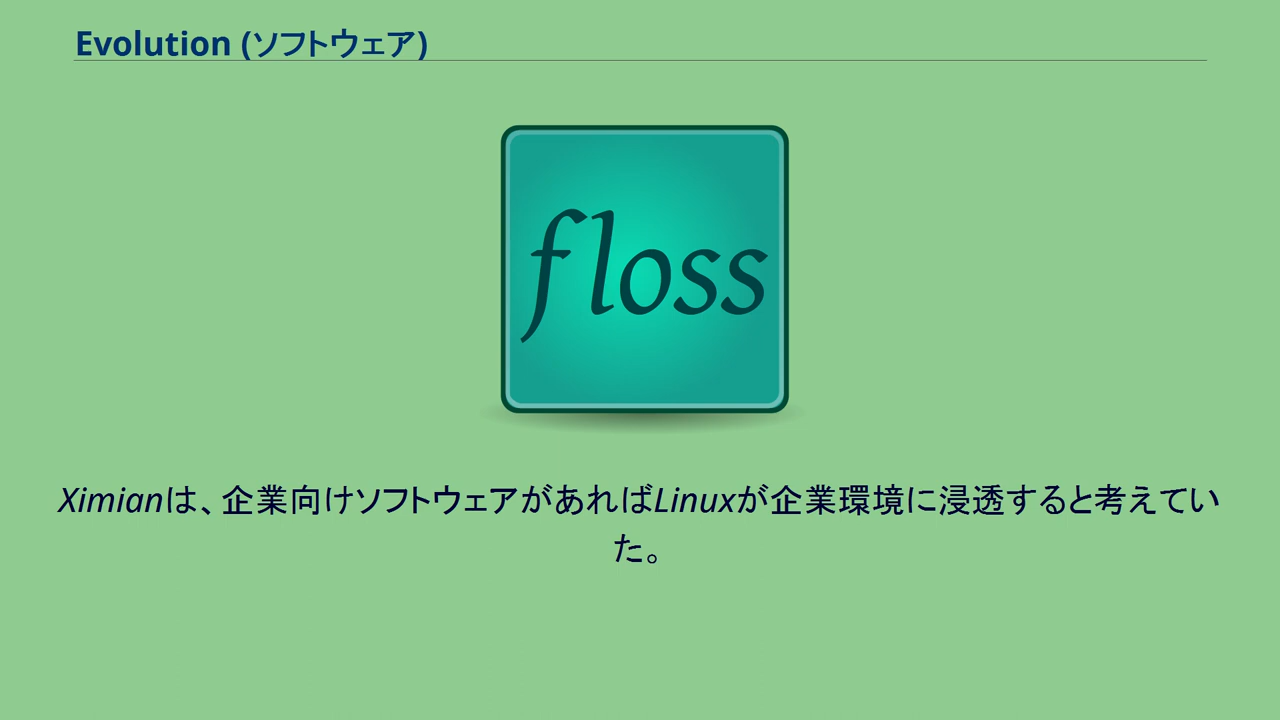 Evolution (ソフトウェア)
floss
Ximianは、企業向けソフトウェアがあればLinuxが企業環境に浸透すると考えてい
た。